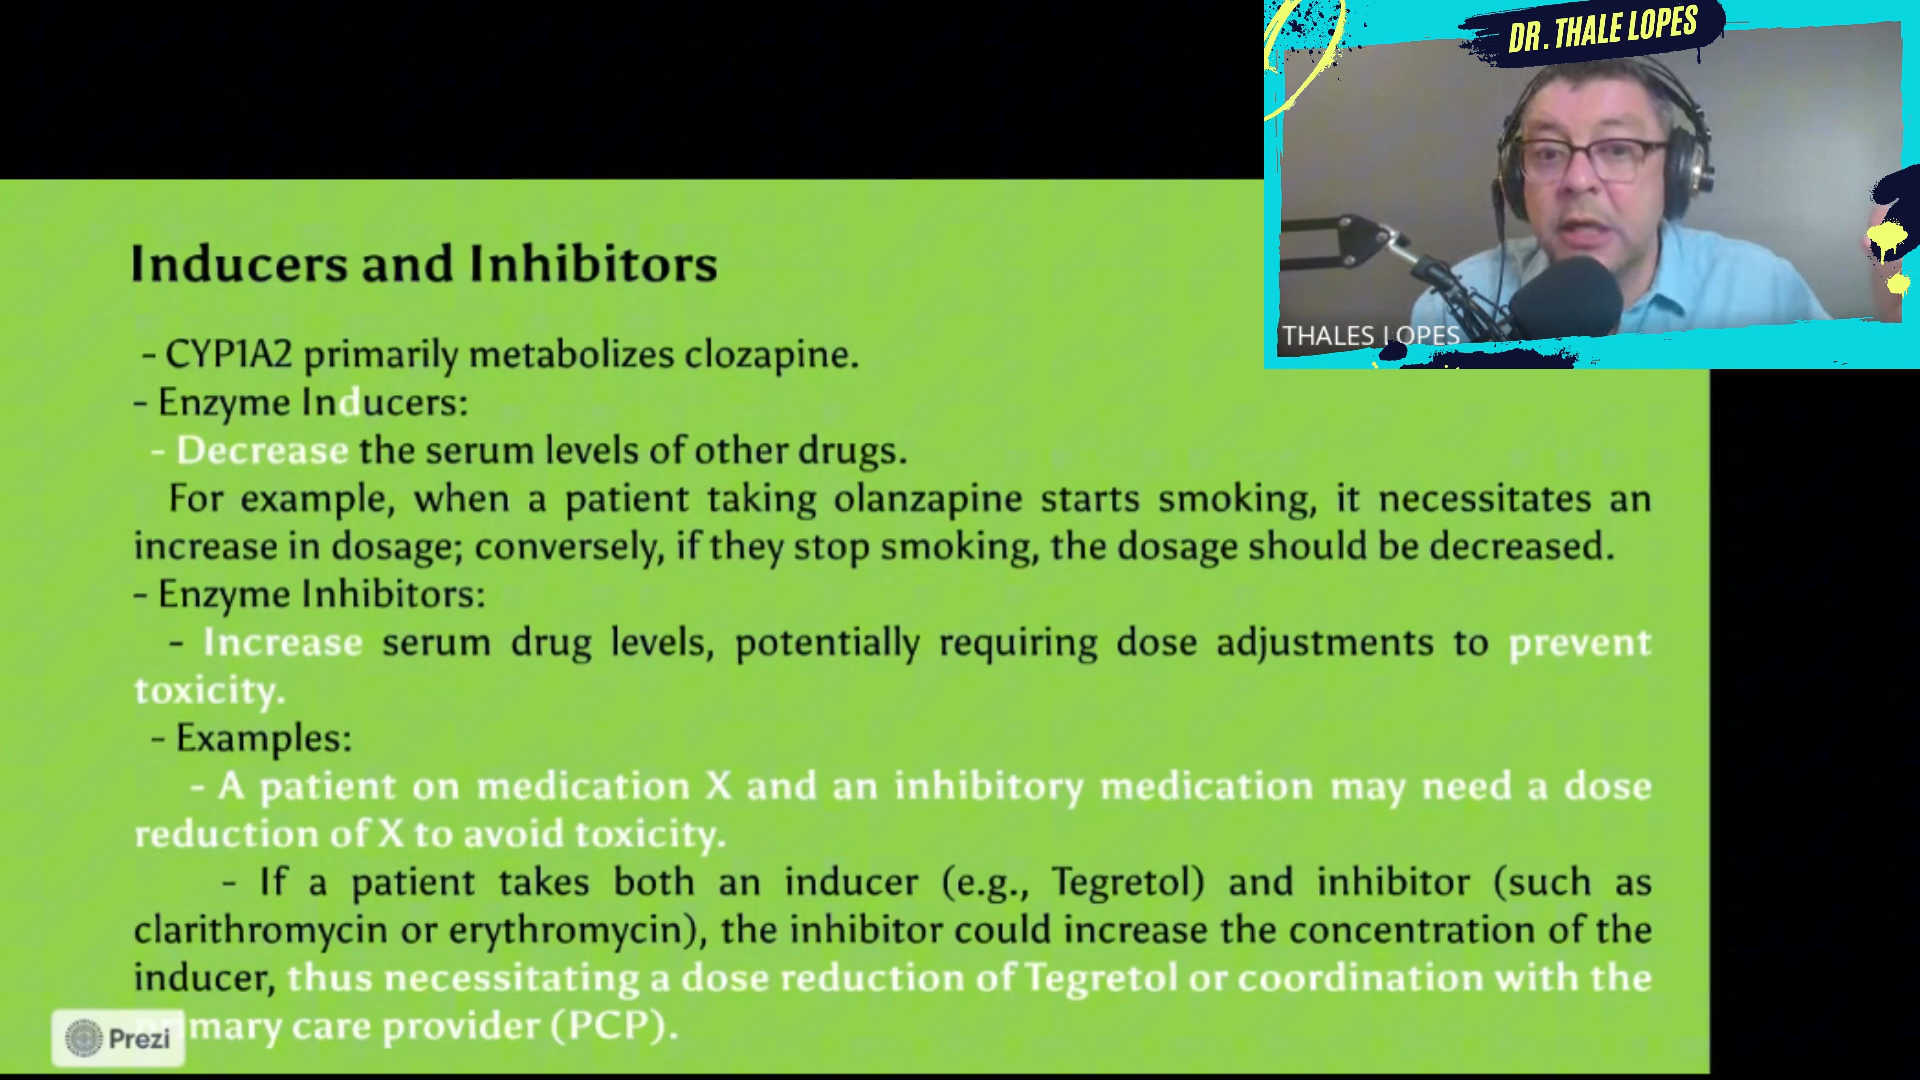 DR. THALE LOPES
THALES LOPES
Inducers and Inhibitors
- CYP1A2 primarily metabolizes clozapine.
- Enzyme Inducers:
- Decrease the serum levels of other drugs.
For example, when a patient taking olanzapine starts smoking, it necessitates an
increase in dosage; conversely, if they stop smoking, the dosage should be decreased.
- Enzyme Inhibitors:
- Increase serum drug levels, potentially requiring dose adjustments to prevent
toxicity.
- Examples:
- A patient on medication X and an inhibitory medication may need a dose
reduction of X to avoid toxicity.
- If a patient takes both an inducer (e.g., Tegretol) and inhibitor (such as
clarithromycin or erythromycin), the inhibitor could increase the concentration of the
inducer, thus necessitating a dose reduction of Tegretol or coordination with the
primary care provider (PCP).
Prezi